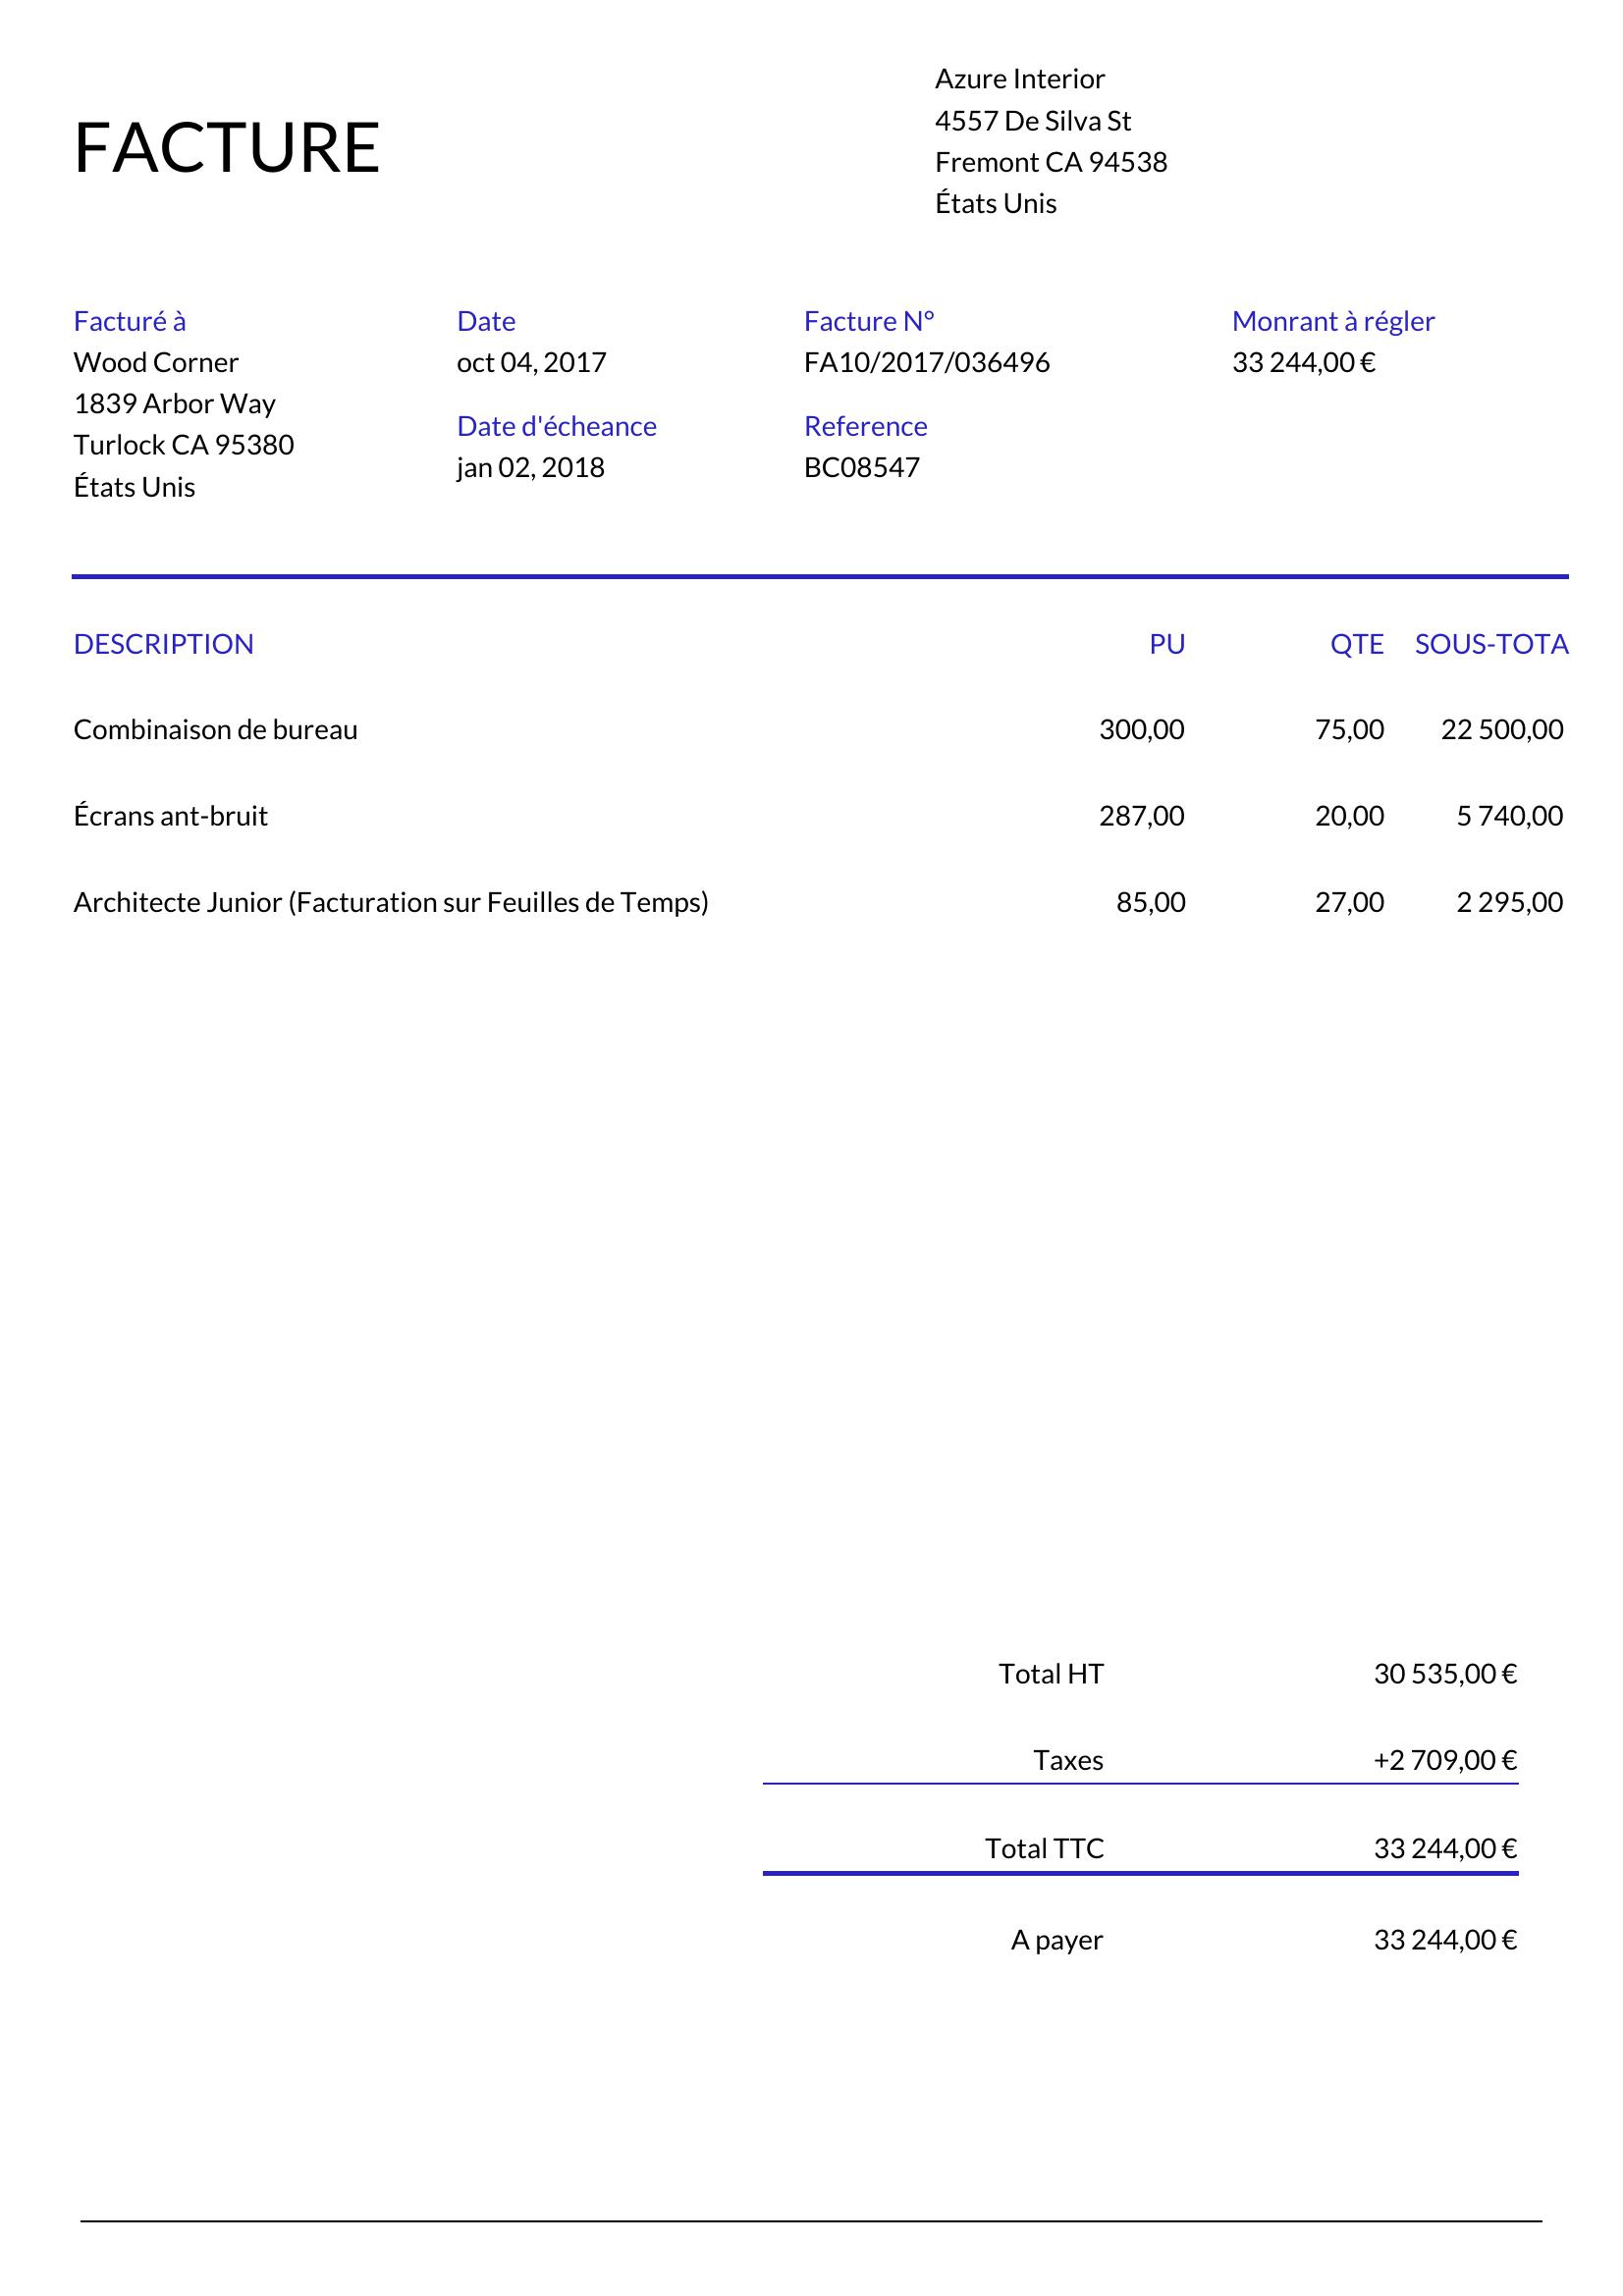 Azure Interior
4557 De Silva St
Fremont CA 94538
États Unis
FACTURE
Facturé à
Wood Corner
1839 Arbor Way
Turlock CA 95380
États Unis
Date
oct 04, 2017
Date d'écheance
jan 02, 2018
Facture N°
FA10/2017/036496
Reference
BC08547
Monrant à régler
33 244,00 €
DESCRIPTION PU QTE SOUS-TOTA
Combinaison de bureau 300,00 75,00 22 500,00
Écrans ant-bruit 287,00 20,00 5 740,00
Architecte Junior (Facturation sur Feuilles de Temps) 85,00 27,00 2 295,00
Total HT 30 535,00 €
Taxes +2 709,00 €
Total TTC 33 244,00 €
A payer 33 244,00 €